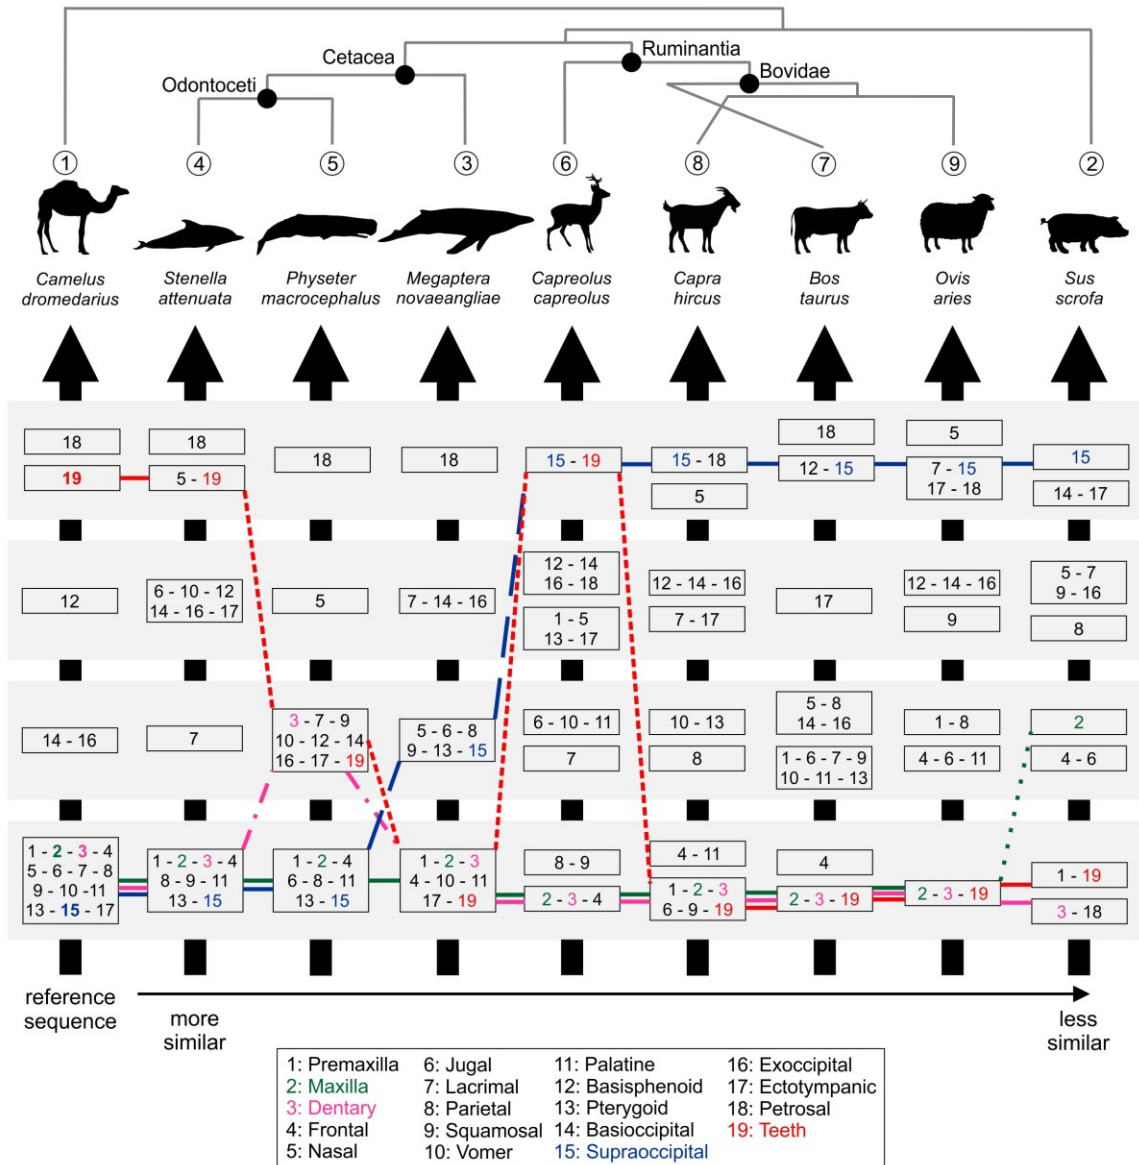 Cetacea
Ruminantia
Odontoceti
Bovidae
1 4 5 3 6 8 7 9 2
Camelus dromedarius
Stenella attenuata
Physeter macrocephalus
Megaptera novaeangliae
Capreolus capreolus
Capra hircus
Bos taurus
Ovis aries
Sus scrofa
18
19
18
5 - 19
18
18
15 - 19
15 - 18
5
18
12 - 15
5
7 - 15
17 - 18
15
14 - 17
12
6 - 10 - 12
14 - 16 - 17
5
7 - 14 - 16
12 - 14
16 - 18
1 - 5
13 - 17
12 - 14 - 16
7 - 17
17
12 - 14 - 16
9
5 - 7
9 - 16
8
14 - 16
7
3 - 7 - 9
10 - 12 - 14
16 - 17 - 19
5 - 6 - 8
9 - 13 - 15
6 - 10 - 11
7
10 - 13
8
5 - 8
14 - 16
1 - 6 - 7 - 9
10 - 11 - 13
1 - 8
4 - 6 - 11
2
4 - 6
1 - 2 - 3 - 4
5 - 6 - 7 - 8
9 - 10 - 11
13 - 15 - 17
1 - 2 - 3 - 4
8 - 9 - 11
13 - 15
1 - 2 - 4
6 - 8 - 11
13 - 15
1 - 2 - 3
4 - 10 - 11
17 - 19
8 - 9
2 - 3 - 4
4 - 11
1 - 2 - 3
6 - 9 - 19
4
2 - 3 - 19
2 - 3 - 19
1 - 19
3 - 18
reference
sequence
more
similar
less
similar
1: Premaxilla
2: Maxilla
3: Dentary
4: Frontal
5: Nasal
6: Jugal
7: Lacrimal
8: Parietal
9: Squamosal
10: Vomer
11: Palatine
12: Basisphenoid
13: Pterygoid
14: Basioccipital
15: Supraoccipital
16: Exoccipital
17: Ectotympanic
18: Petrosal
19: Teeth